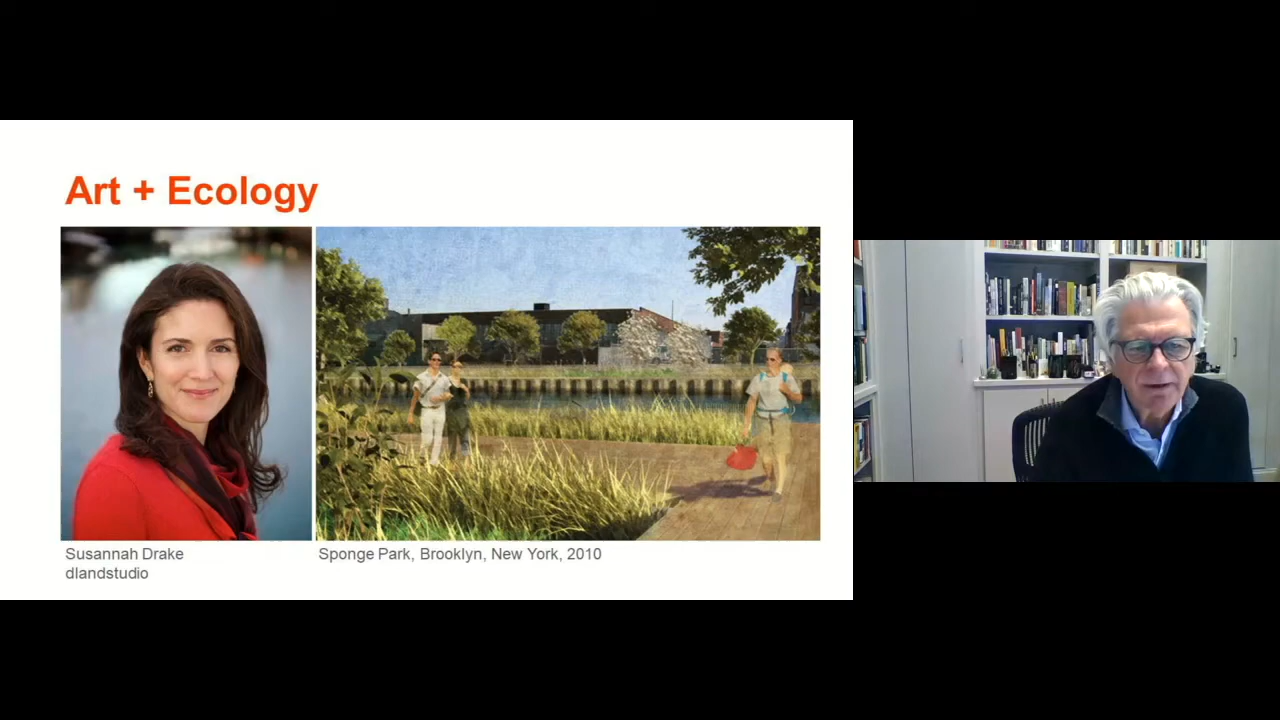 Art + Ecology
Susannah Drake
dlandstudio
Sponge Park, Brooklyn, New York, 2010